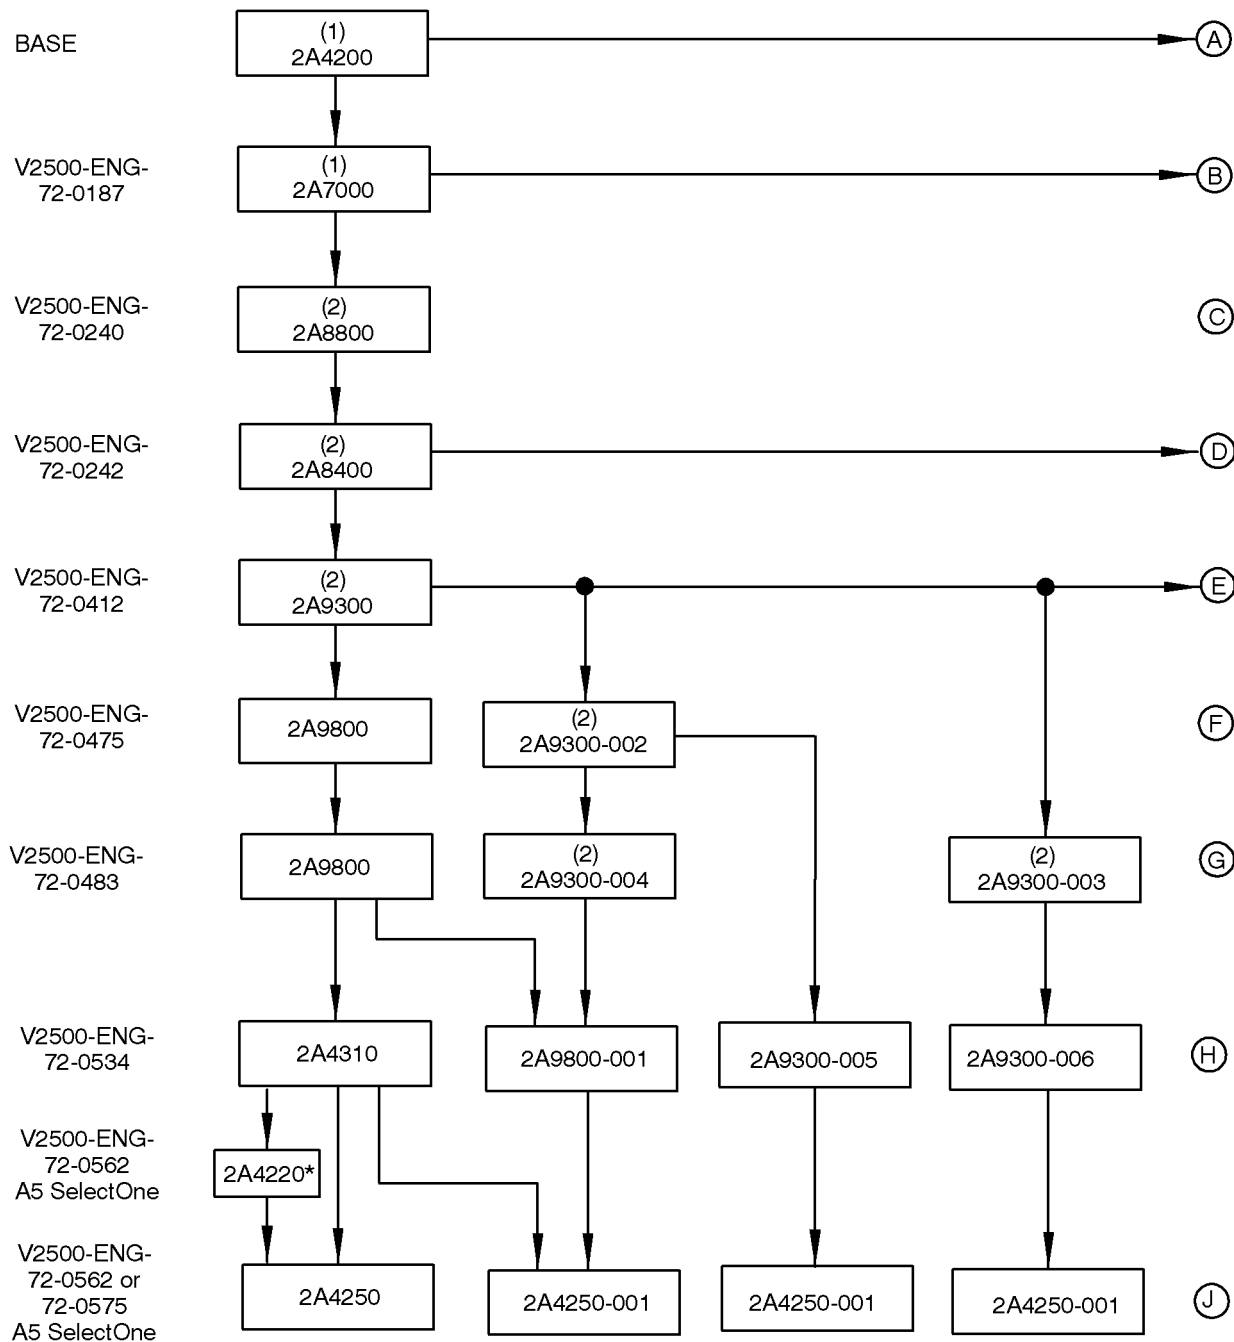 BASE
(1)
2A4200
A
V2500-ENG-
72-0187
(1)
2A7000
B
V2500-ENG-
72-0240
(2)
2A8800
C
V2500-ENG-
72-0242
(2)
2A8400
D
V2500-ENG-
72-0412
(2)
2A9300
E
V2500-ENG-
72-0475
2A9800
(2)
2A9300-002
F
V2500-ENG-
72-0483
2A9800
(2)
2A9300-004
(2)
2A9300-003
G
V2500-ENG-
72-0534
2A4310
2A9800-001
2A9300-005
2A9300-006
H
V2500-ENG-
72-0562
A5 SelectOne
2A4220*
V2500-ENG-
72-0562 or
72-0575
A5 SelectOne
2A4250
2A4250-001
2A4250-001
2A4250-001
J